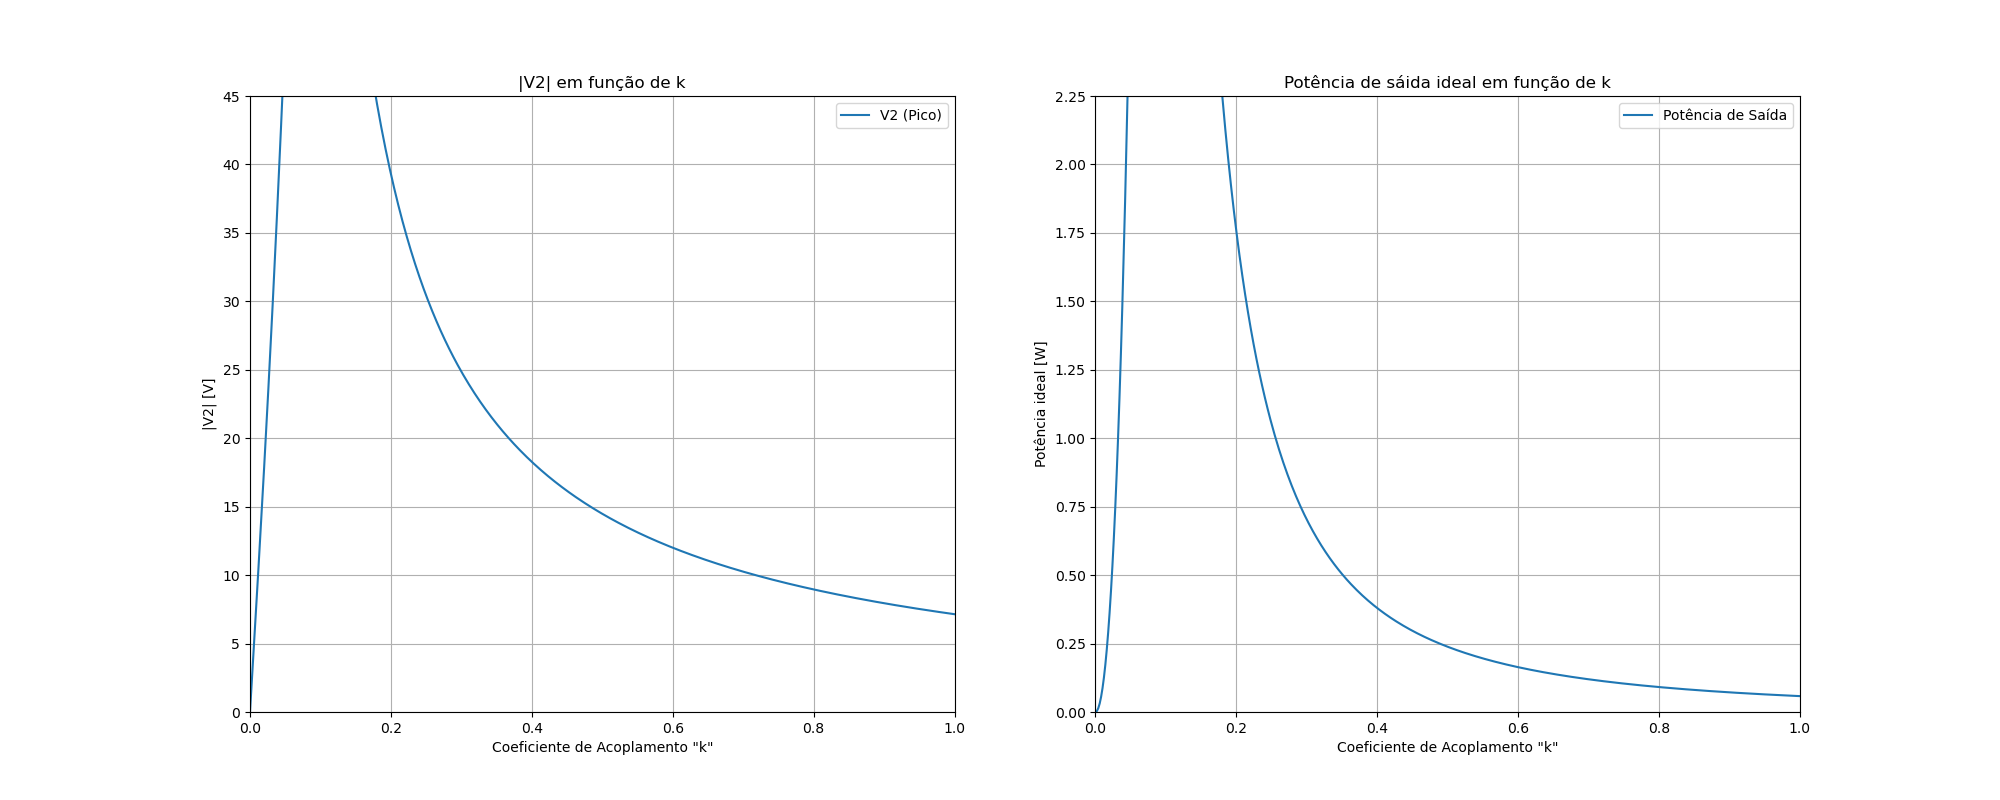 |V2| em função de k
V2 (Pico)
45
40
35
30
25
20
15
10
5
0
|V2| [V]
0.0 0.2 0.4 0.6 0.8 1.0
Coeficiente de Acoplamento "k"
Potência de sáida ideal em função de k
Potência de Saída
2.25
2.00
1.75
1.50
1.25
1.00
0.75
0.50
0.25
0.00
Potência ideal [W]
0.0 0.2 0.4 0.6 0.8 1.0
Coeficiente de Acoplamento "k"